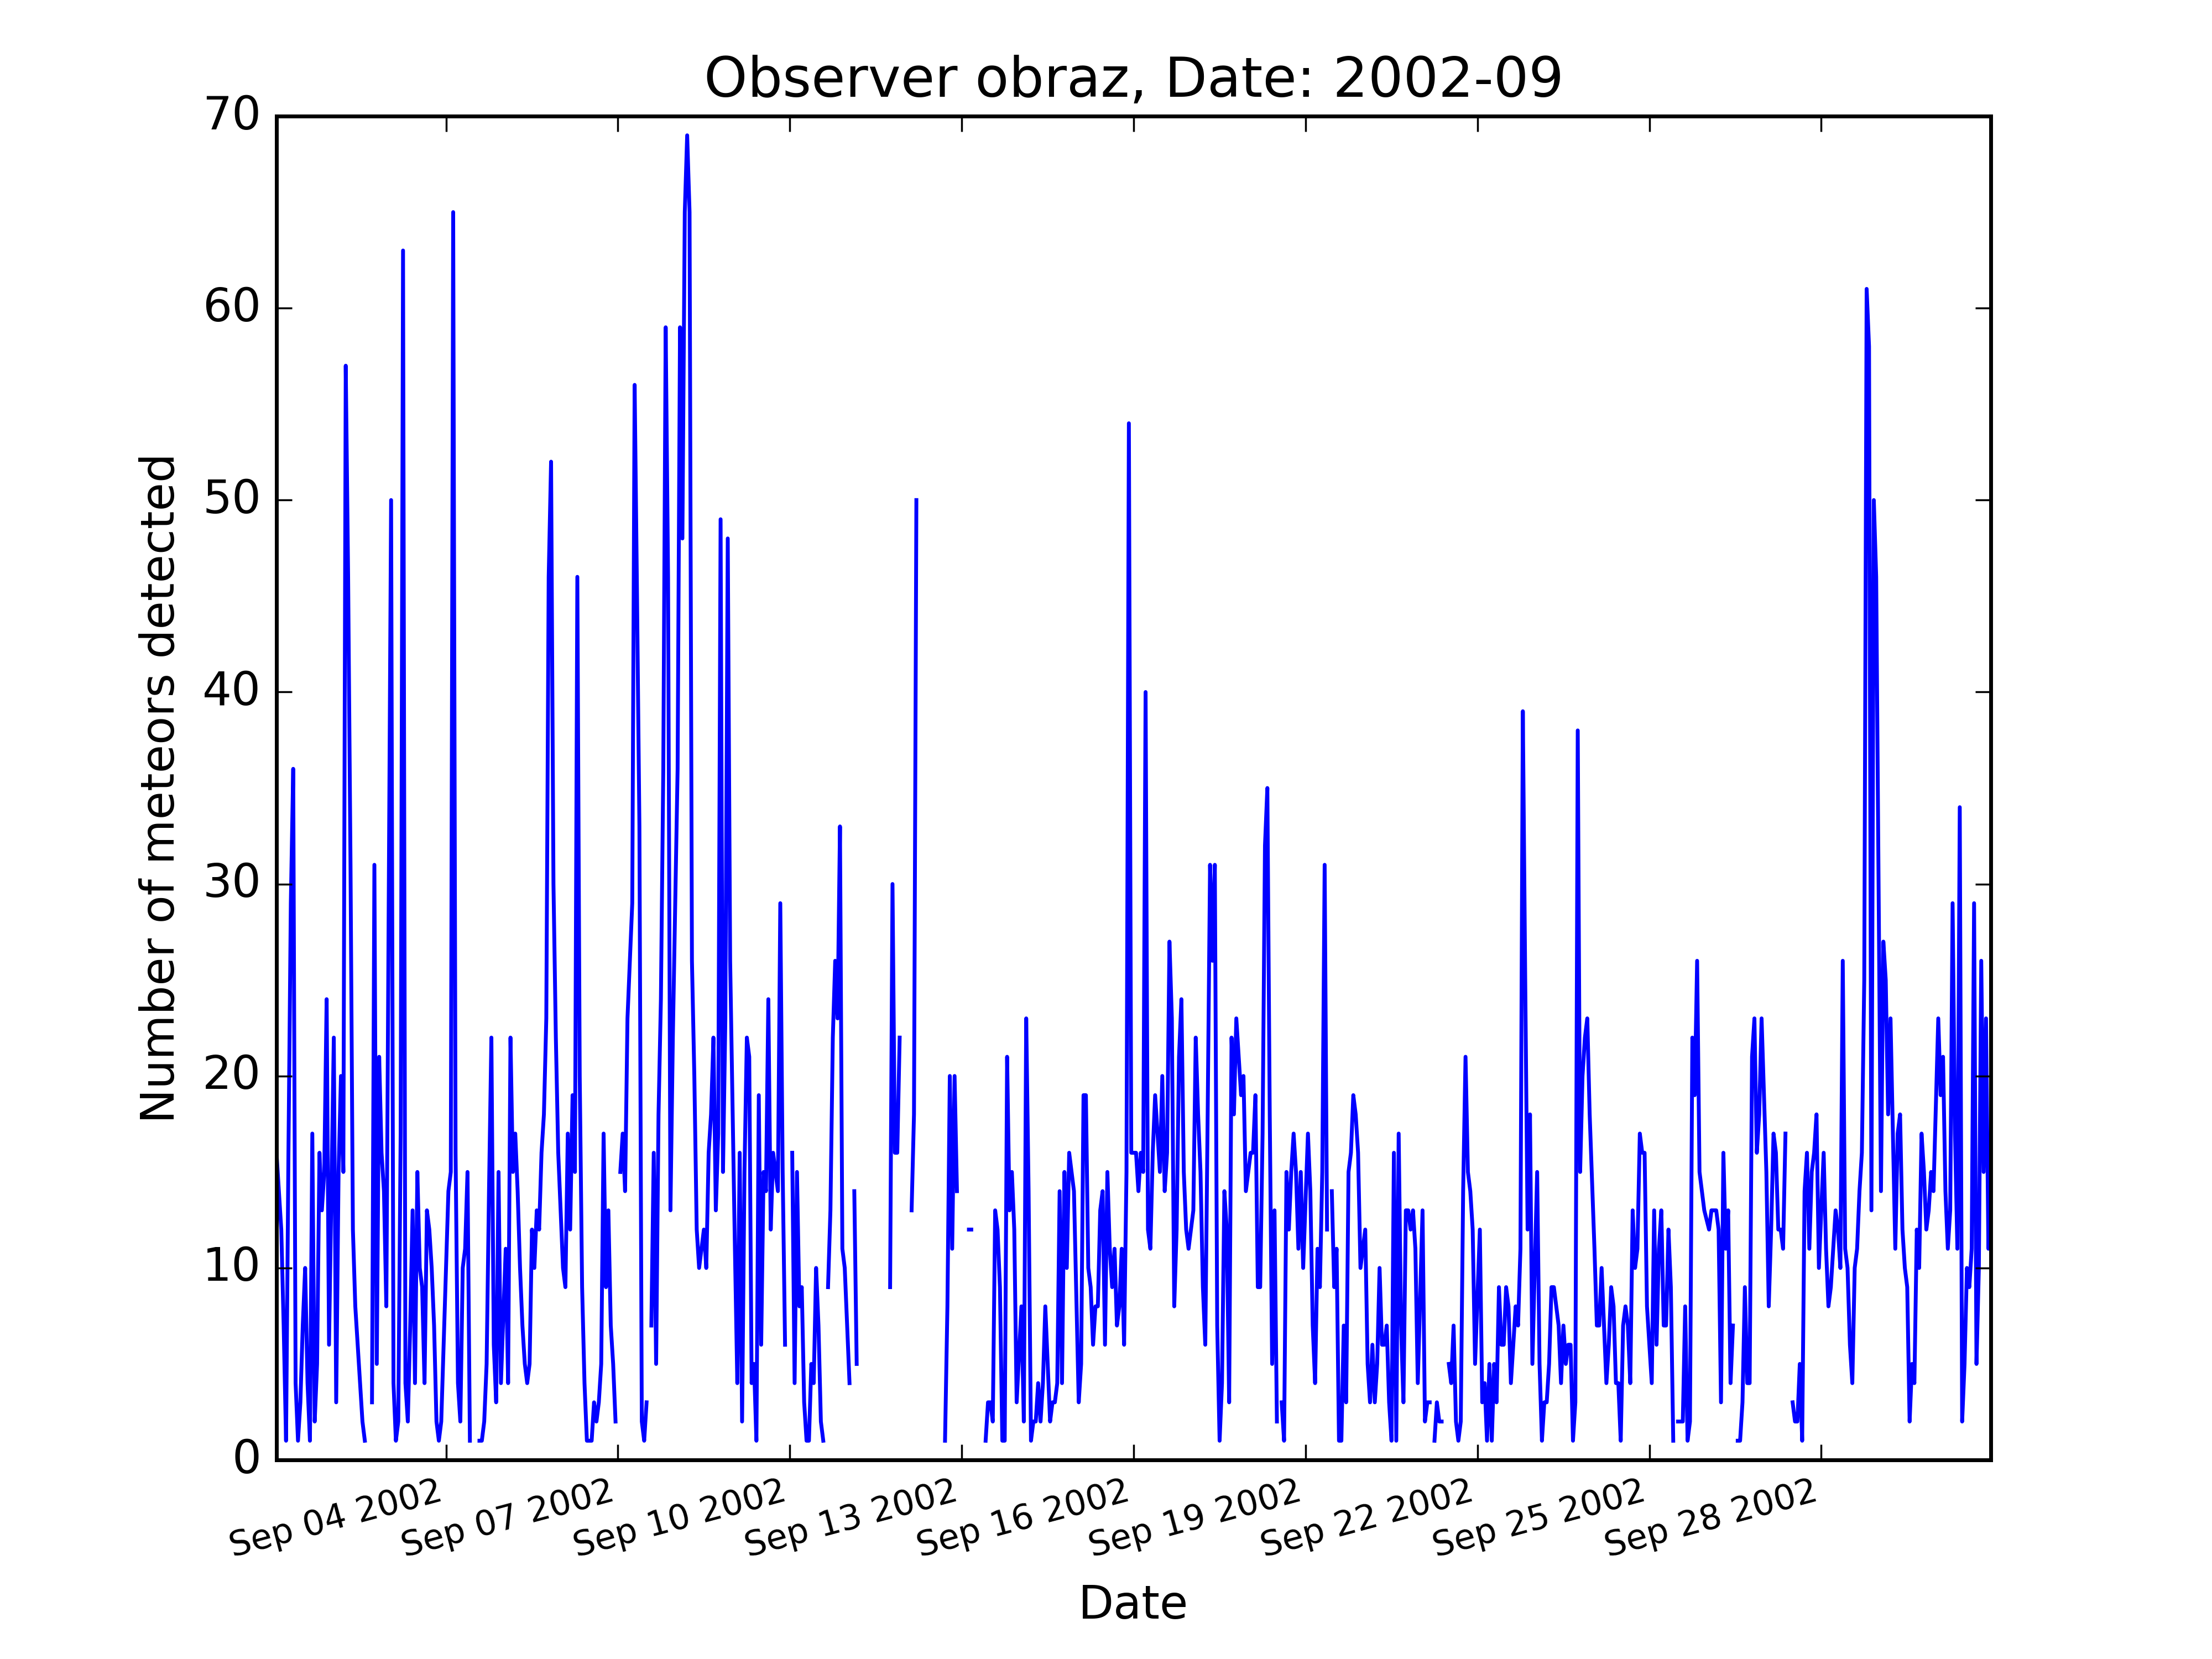 Observer obraz, Date: 2002-09
Number of meteors detected
70
60
50
40
30
20
10
0
Sep 04 2002
Sep 07 2002
Sep 10 2002
Sep 13 2002
Sep 16 2002
Sep 19 2002
Sep 22 2002
Sep 25 2002
Sep 28 2002
Date